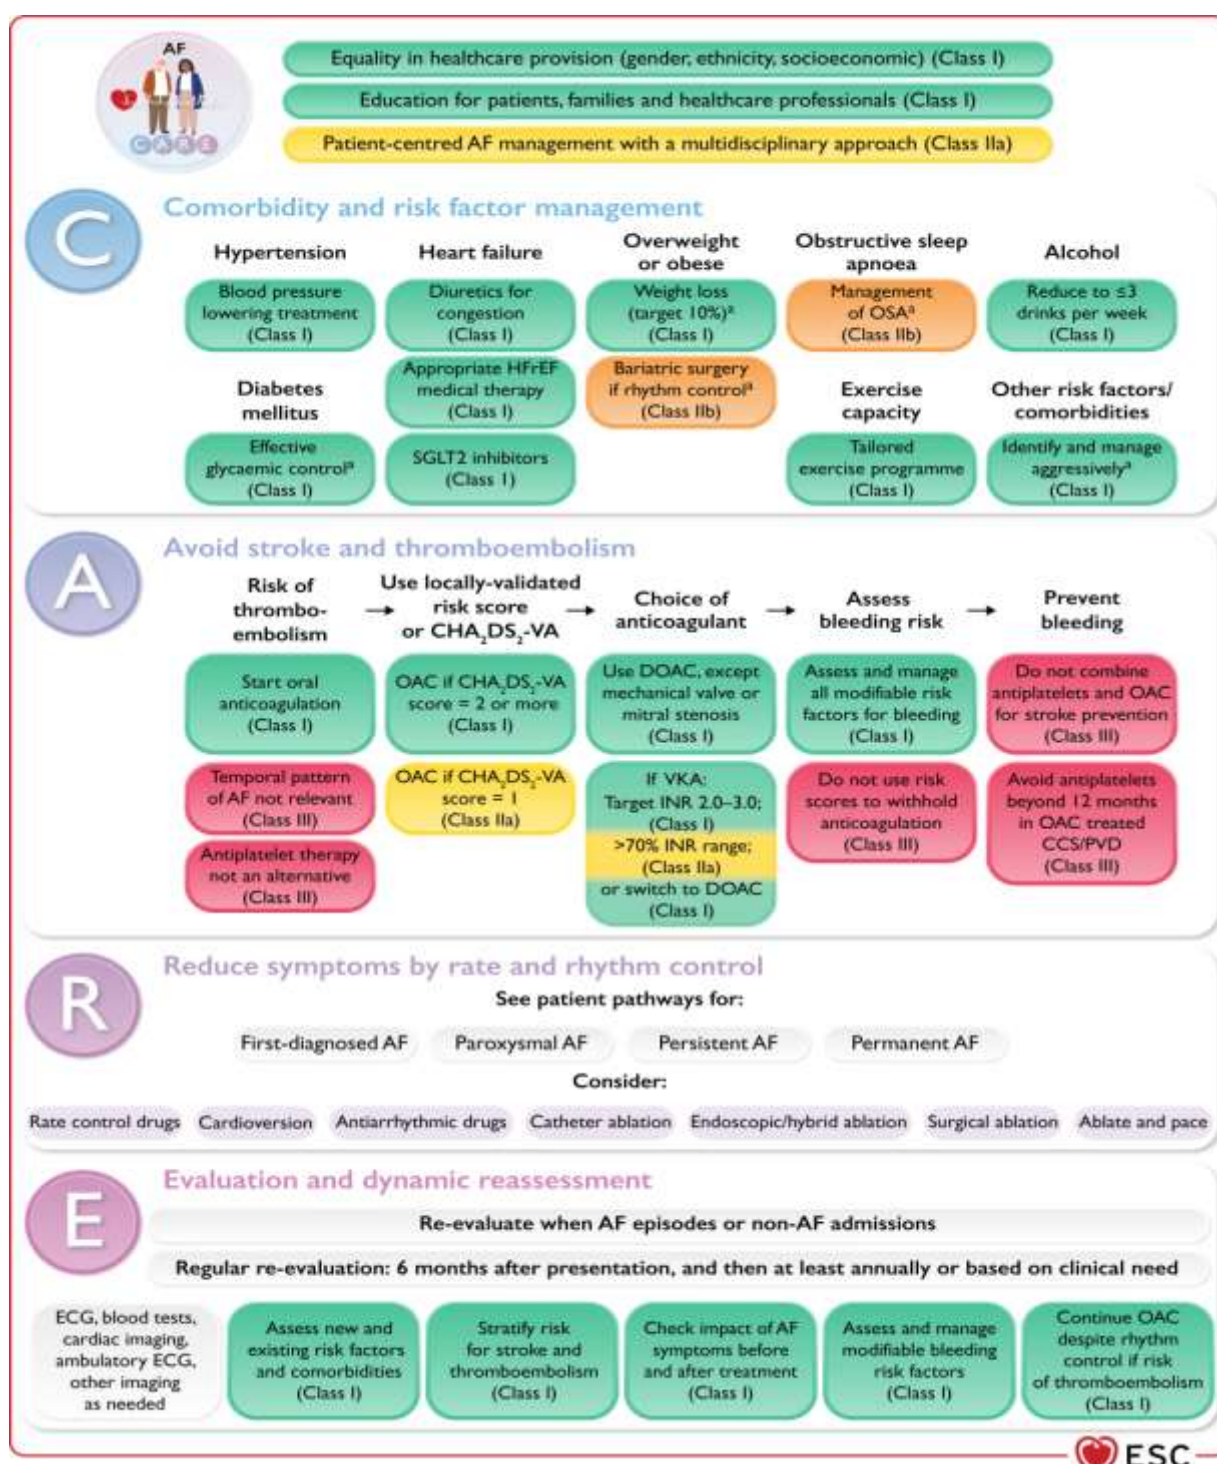 AF
CARE
Equality in healthcare provision (gender, ethnicity, socioeconomic) (Class I)
Education for patients, families and healthcare professionals (Class I)
Patient-centred AF management with a multidisciplinary approach (Class IIa)
C
Comorbidity and risk factor management
Hypertension
Blood pressure
lowering treatment
(Class I)
Diabetes
mellitus
Effective
glycaemic controlᵃ
(Class I)
Heart failure
Diuretics for
congestion
(Class I)
Appropriate HFrEF
medical therapy
(Class I)
SGLT2 inhibitors
(Class 1)
Overweight
or obese
Weight loss
(target 10%)ᵃ
(Class I)
Bariatric surgery
if rhythm controlᵃ
(Class IIb)
Obstructive sleep
apnoea
Management
of OSAᵃ
(Class IIb)
Exercise
capacity
Tailored
exercise programme
(Class I)
Alcohol
Reduce to ≤3
drinks per week
(Class I)
Other risk factors/
comorbidities
Identify and manage
aggressivelyᵃ
(Class I)
A
Avoid stroke and thromboembolism
Risk of
thrombo-
embolism
Start oral
anticoagulation
(Class I)
Temporal pattern
of AF not relevant
(Class III)
Antiplatelet therapy
not an alternative
(Class III)
Use locally-validated
risk score
or CHA₂DS₂-VA
OAC if CHA₂DS₂-VA
score = 2 or more
(Class I)
OAC if CHA₂DS₂-VA
score = 1
(Class IIa)
Choice of
anticoagulant
Use DOAC, except
mechanical valve or
mitral stenosis
(Class I)
If VKA:
Target INR 2.0–3.0;
(Class I)
>70% INR range;
(Class IIa)
or switch to DOAC
(Class I)
Assess
bleeding risk
Assess and manage
all modifiable risk
factors for bleeding
(Class I)
Do not use risk
scores to withhold
anticoagulation
(Class III)
Prevent
bleeding
Do not combine
antiplatelets and OAC
for stroke prevention
(Class III)
Avoid antiplatelets
beyond 12 months
in OAC treated
CCS/PVD
(Class III)
R
Reduce symptoms by rate and rhythm control
See patient pathways for:
First-diagnosed AF
Paroxysmal AF
Persistent AF
Permanent AF
Consider:
Rate control drugs
Cardioversion
Antiarrhythmic drugs
Catheter ablation
Endoscopic/hybrid ablation
Surgical ablation
Ablate and pace
E
Evaluation and dynamic reassessment
Re-evaluate when AF episodes or non-AF admissions
Regular re-evaluation: 6 months after presentation, and then at least annually or based on clinical need
ECG, blood tests,
cardiac imaging,
ambulatory ECG,
other imaging
as needed
Assess new and
existing risk factors
and comorbidities
(Class I)
Stratify risk
for stroke and
thromboembolism
(Class I)
Check impact of AF
symptoms before
and after treatment
(Class I)
Assess and manage
modifiable bleeding
risk factors
(Class I)
Continue OAC
despite rhythm
control if risk
of thromboembolism
(Class I)
ESC